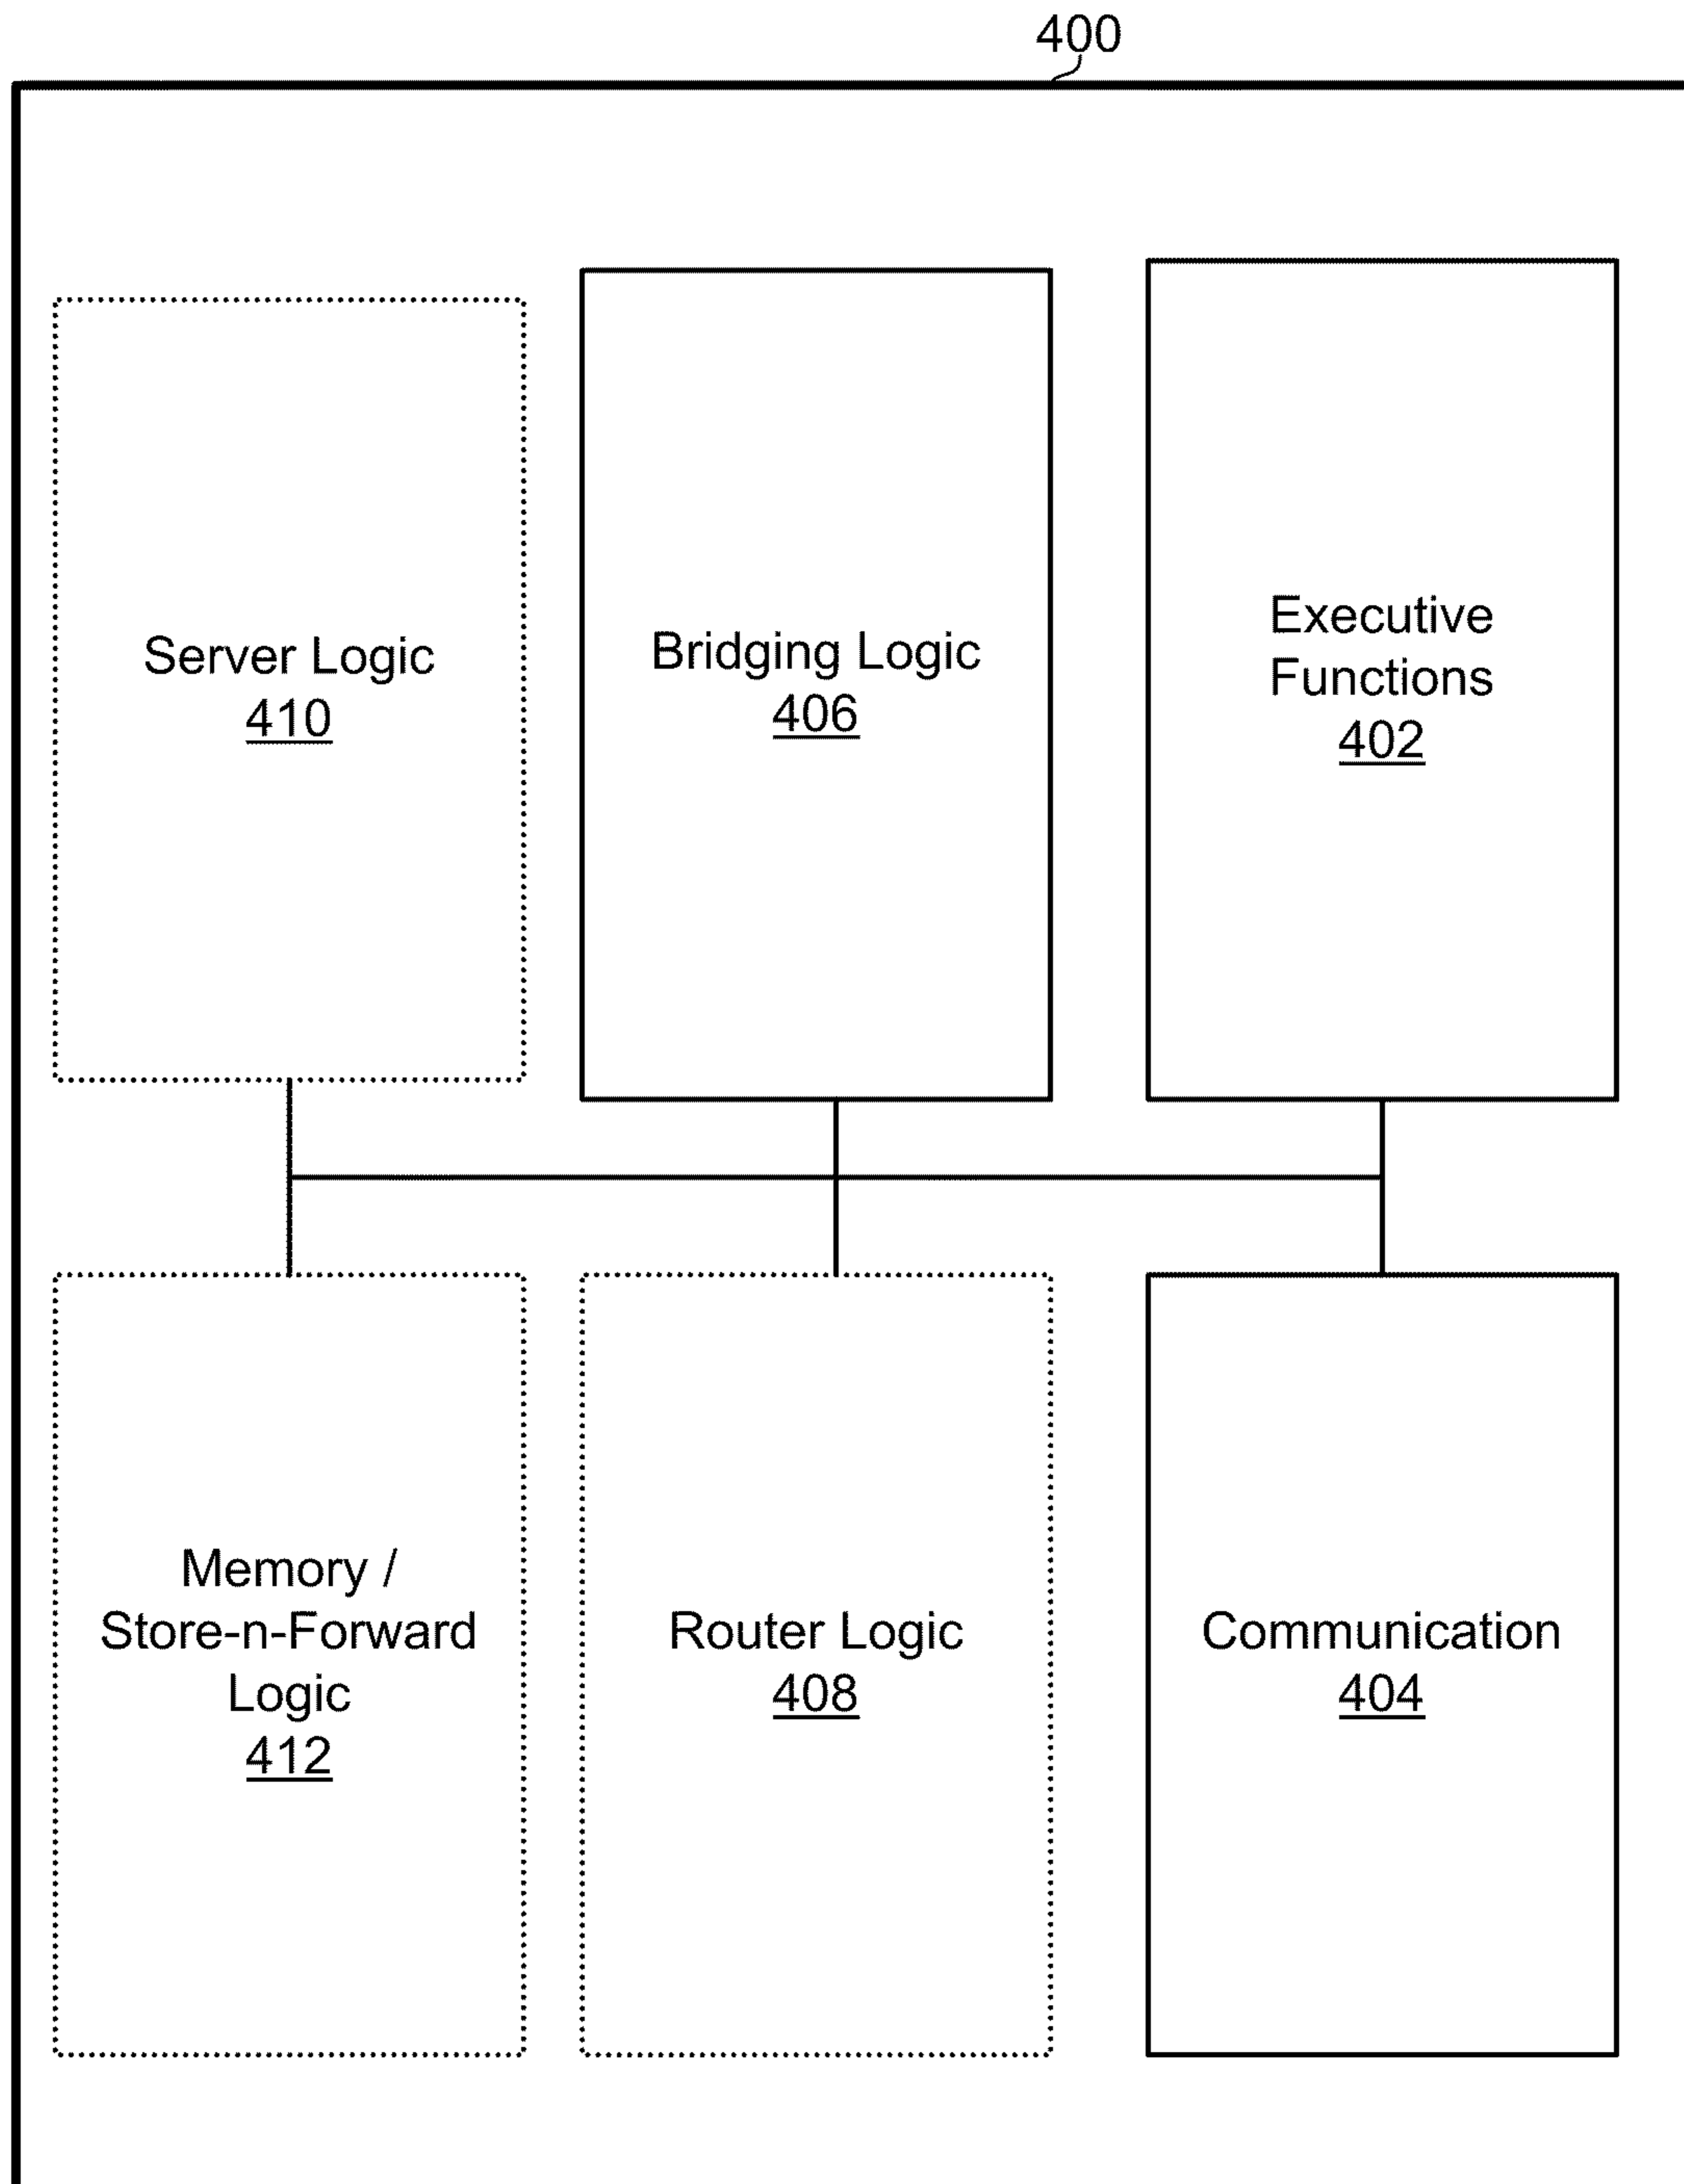 400
Server Logic
410
Bridging Logic
406
Executive
Functions
402
Memory /
Store-n-Forward
Logic
412
Router Logic
408
Communication
404